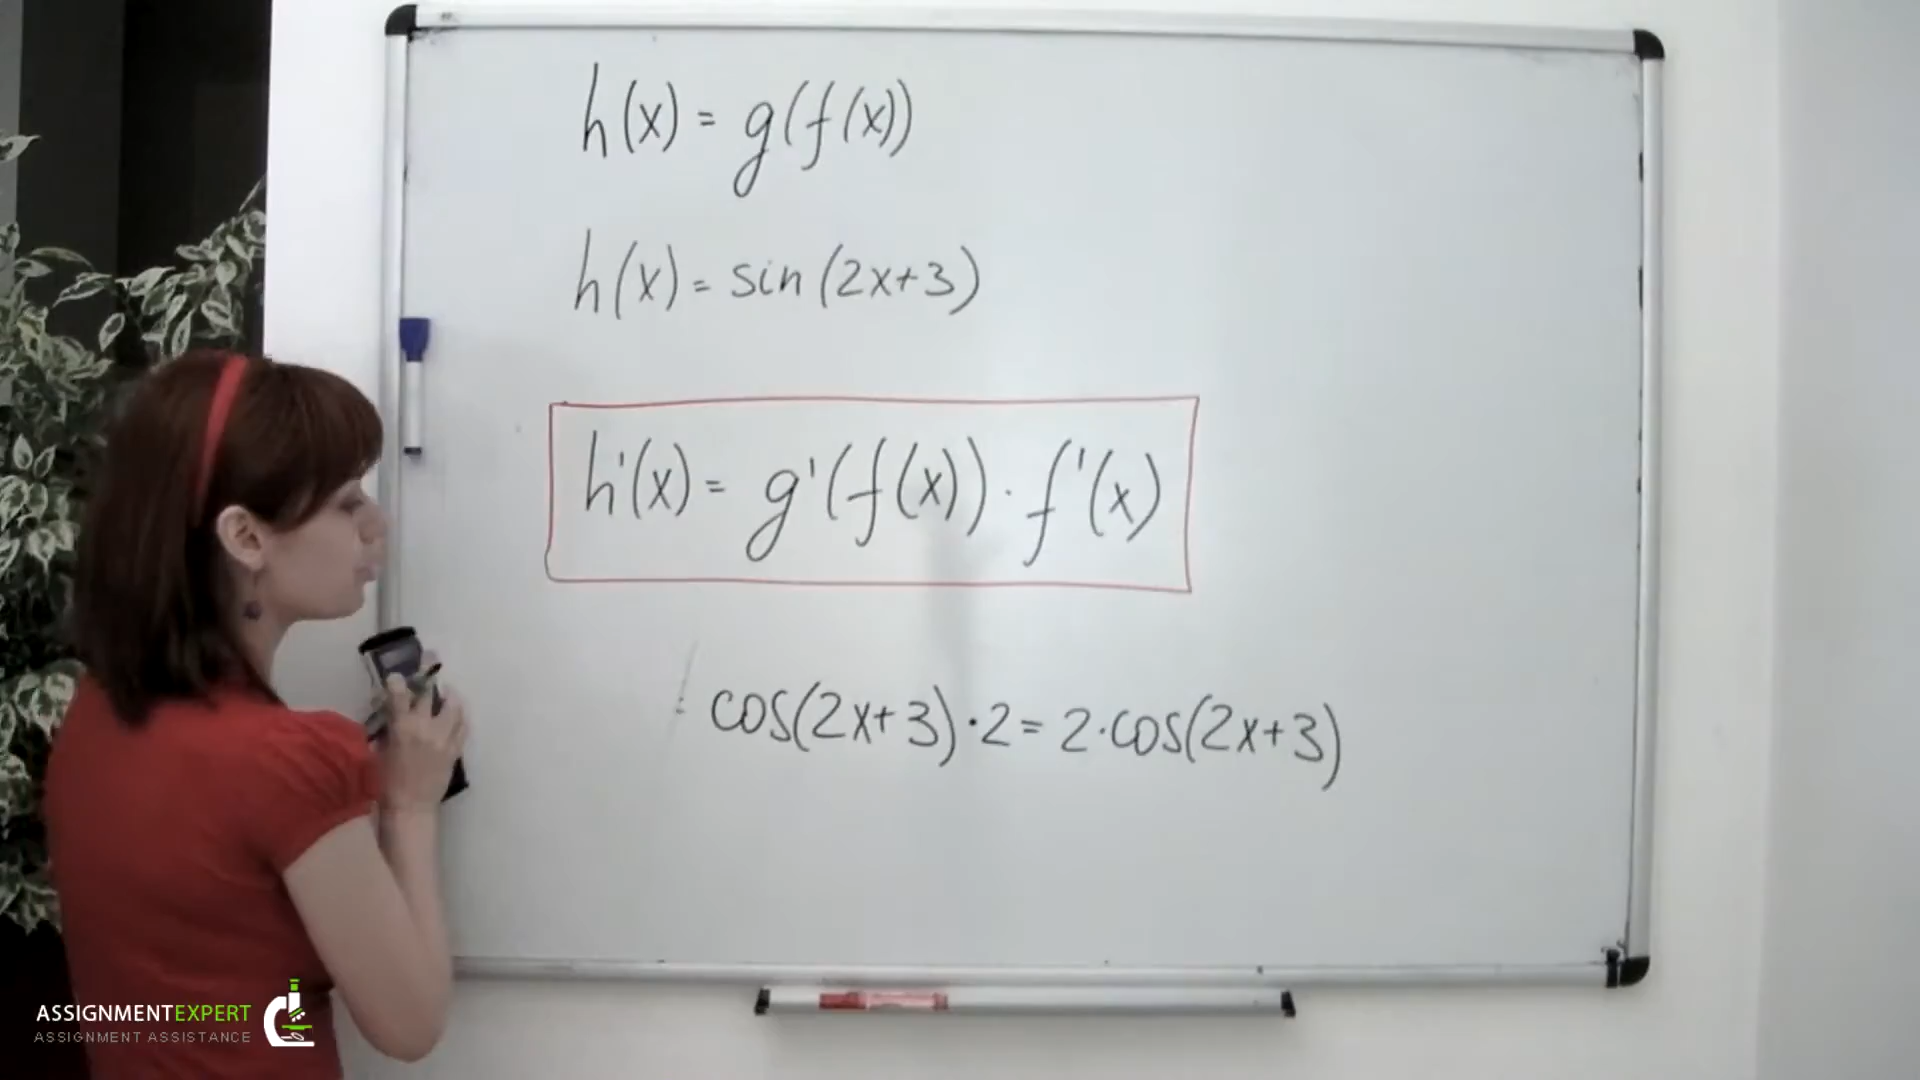 h(x) = g(f(x))
h(x) = sin(2x+3)
h'(x) = g'(f(x)) · f'(x)
= cos(2x+3)·2 = 2·cos(2x+3)
ASSIGNMENTEXPERT
ASSIGNMENT ASSISTANCE